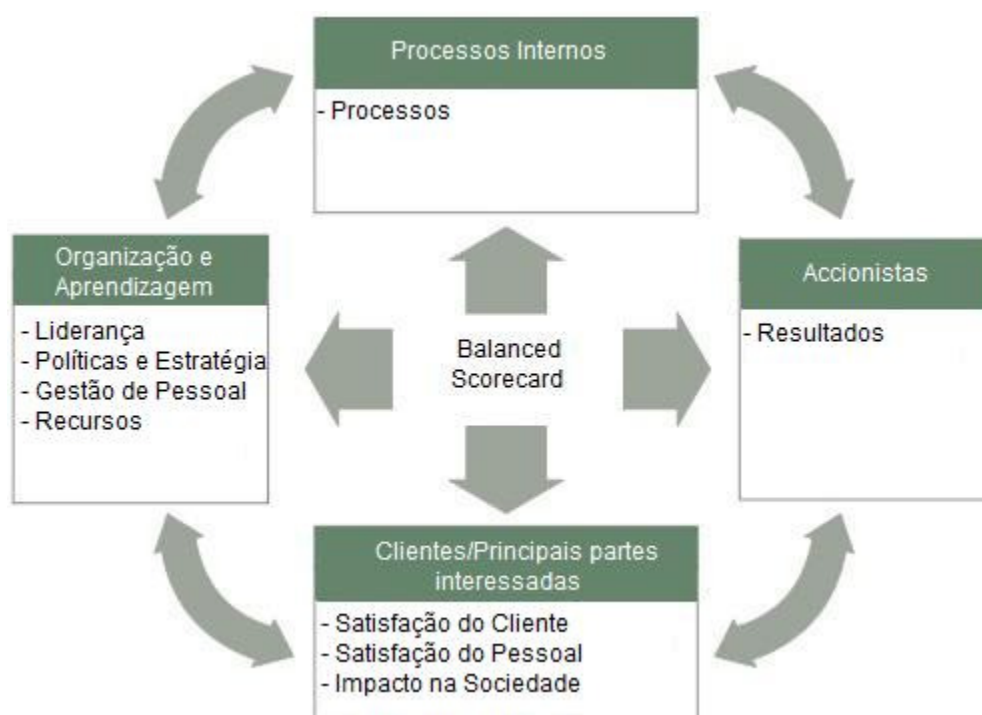 Processos Internos
- Processos
Organização e
Aprendizagem
- Liderança
- Políticas e Estratégia
- Gestão de Pessoal
- Recursos
Balanced
Scorecard
Accionistas
- Resultados
Clientes/Principais partes
interessadas
- Satisfação do Cliente
- Satisfação do Pessoal
- Impacto na Sociedade